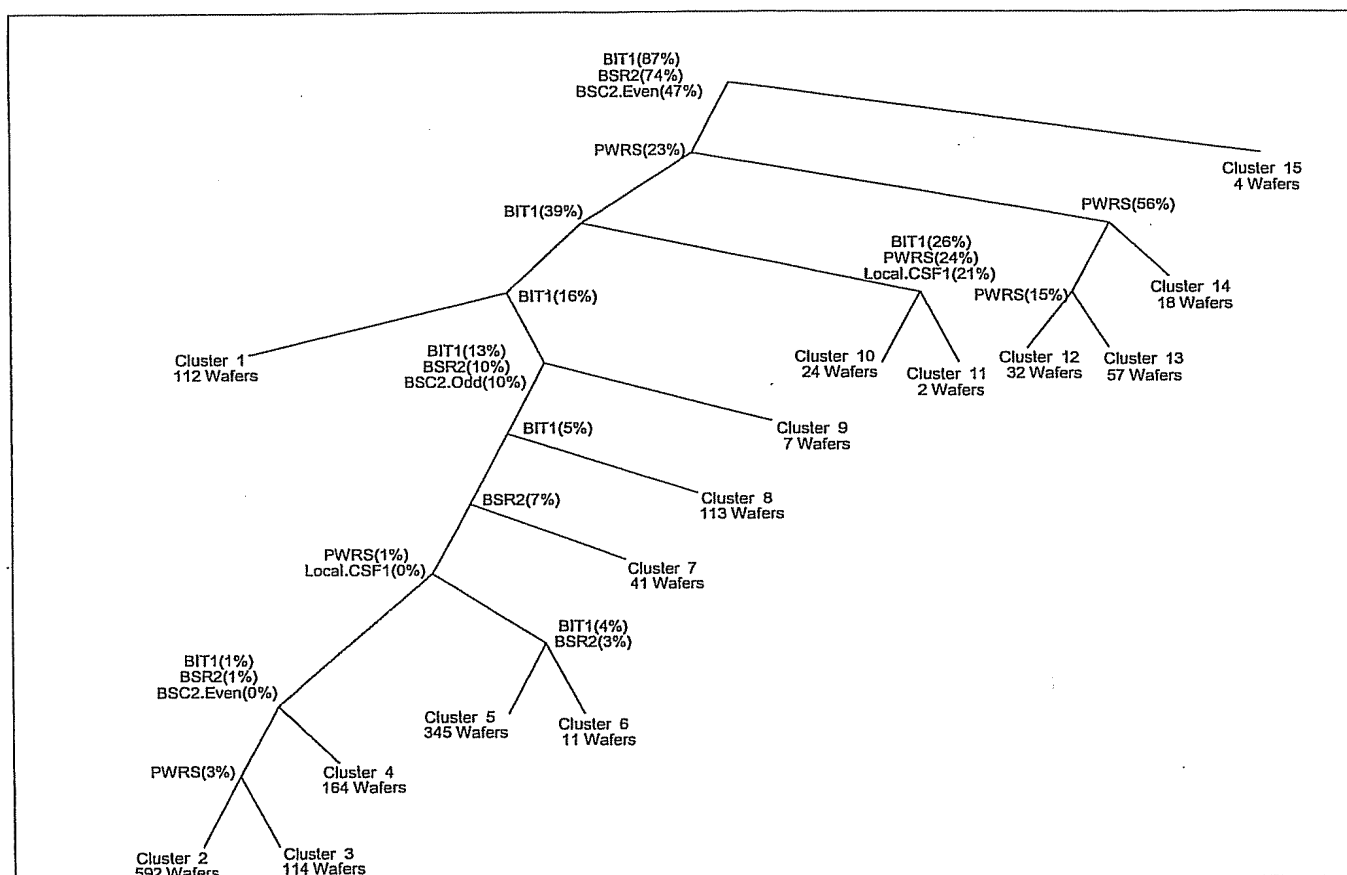 BIT1(87%)
BSR2(74%)
BSC2.Even(47%)
PWRS(23%)
Cluster 15
4 Wafers
PWRS(56%)
BIT1(39%)
BIT1(26%)
PWRS(24%)
Local.CSF1(21%)
Cluster 14
18 Wafers
PWRS(15%)
BIT1(16%)
Cluster 1
112 Wafers
BIT1(13%)
BSR2(10%)
BSC2.Odd(10%)
Cluster 10
24 Wafers
Cluster 11
2 Wafers
Cluster 12
32 Wafers
Cluster 13
57 Wafers
Cluster 9
7 Wafers
BIT1(5%)
Cluster 8
113 Wafers
BSR2(7%)
Cluster 7
41 Wafers
PWRS(1%)
Local.CSF1(0%)
BIT1(4%)
BSR2(3%)
BIT1(1%)
BSR2(1%)
BSC2.Even(0%)
Cluster 5
345 Wafers
Cluster 6
11 Wafers
PWRS(3%)
Cluster 4
164 Wafers
Cluster 2
592 Wafers
Cluster 3
114 Wafers